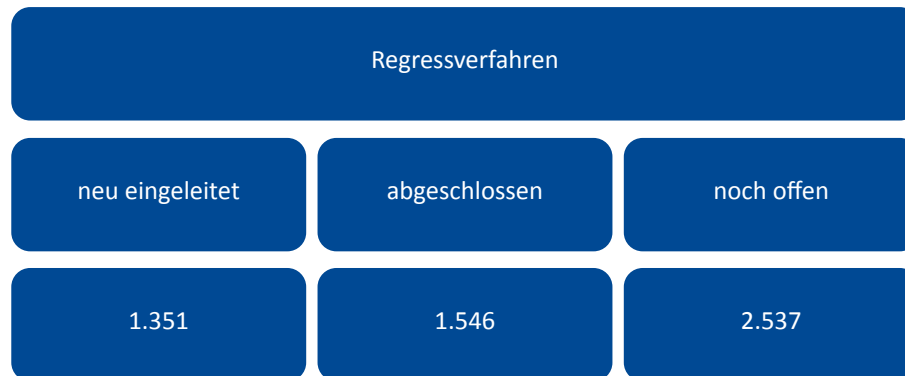 Regressverfahren
neu eingeleitet
abgeschlossen
noch offen
1.351
1.546
2.537